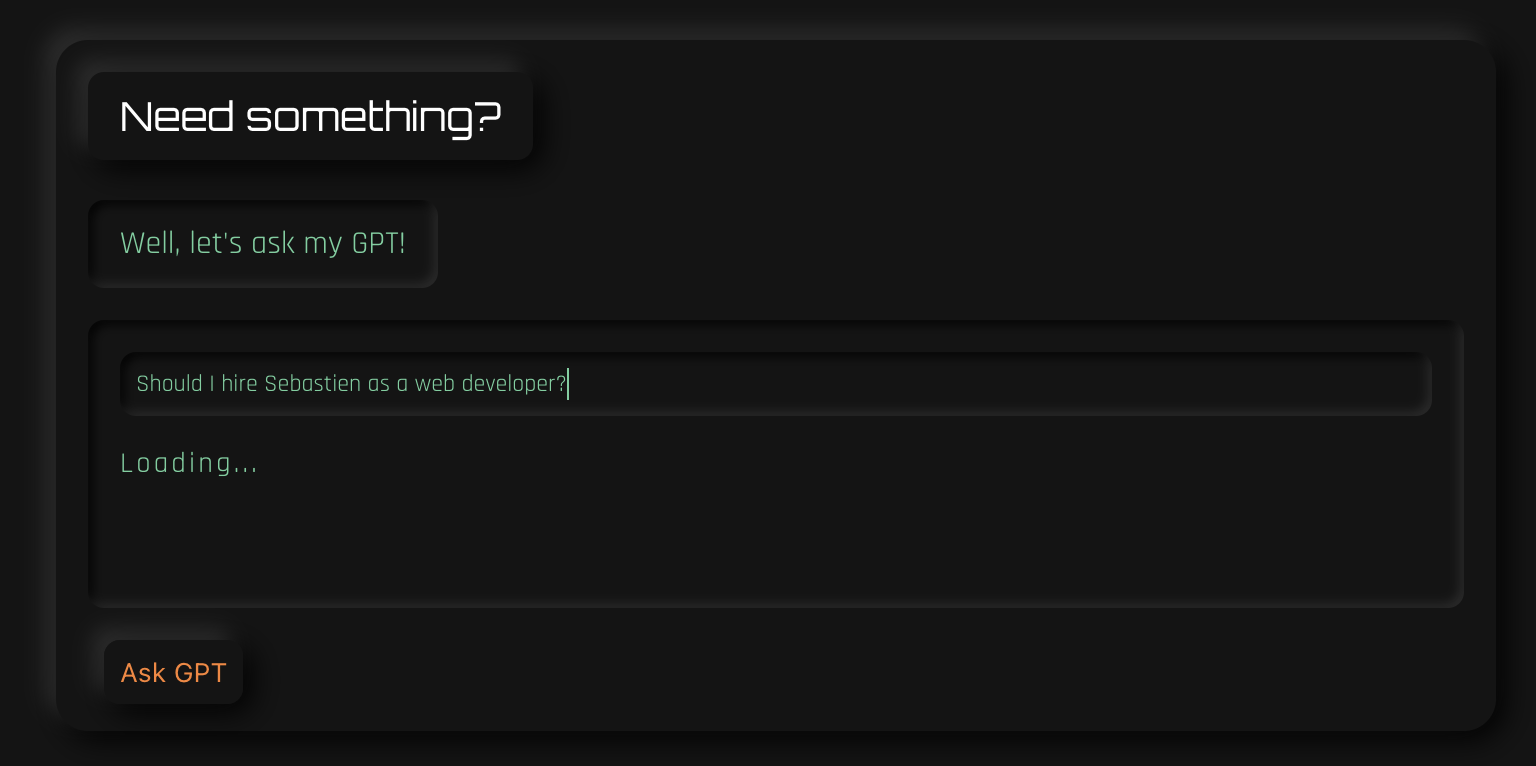 Need something?
Well, let's ask my GPT!
Should I hire Sebastien as a web developer?
Loading...
Ask GPT